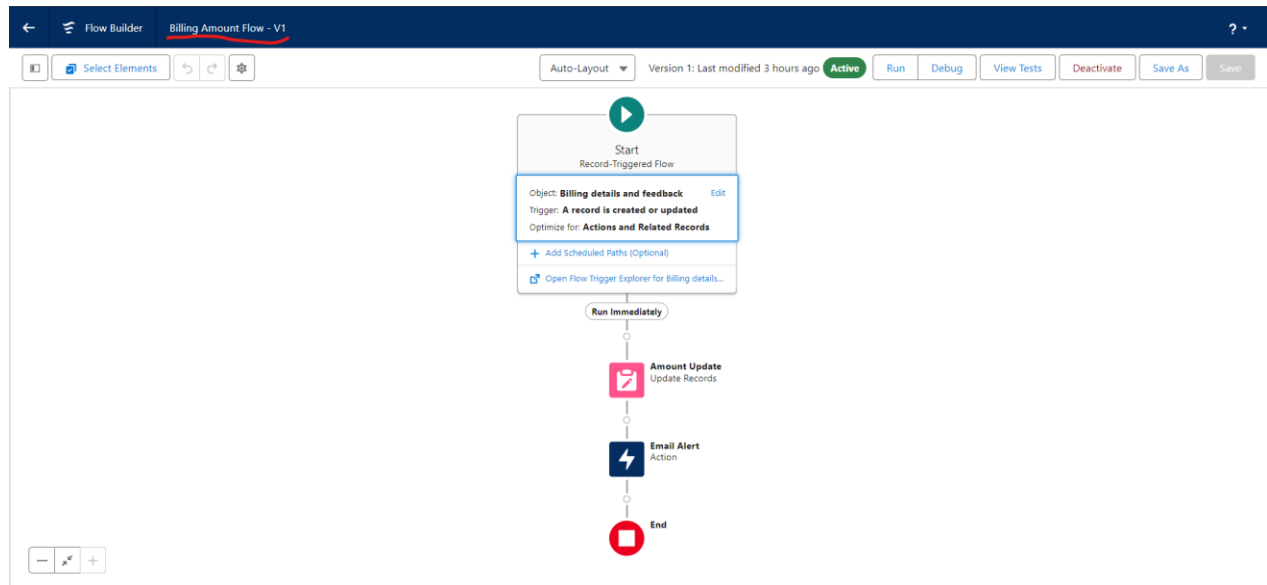 Flow Builder
Billing Amount Flow - V1
?
Select Elements
Auto-Layout
Version 1: Last modified 3 hours ago
Active
Run
Debug
View Tests
Deactivate
Save As
Save
Start
Record-Triggered Flow
Object: Billing details and feedback
Edit
Trigger: A record is created or updated
Optimize for: Actions and Related Records
+ Add Scheduled Paths (Optional)
Open Flow Trigger Explorer for Billing details...
Run Immediately
Amount Update
Update Records
Email Alert
Action
End